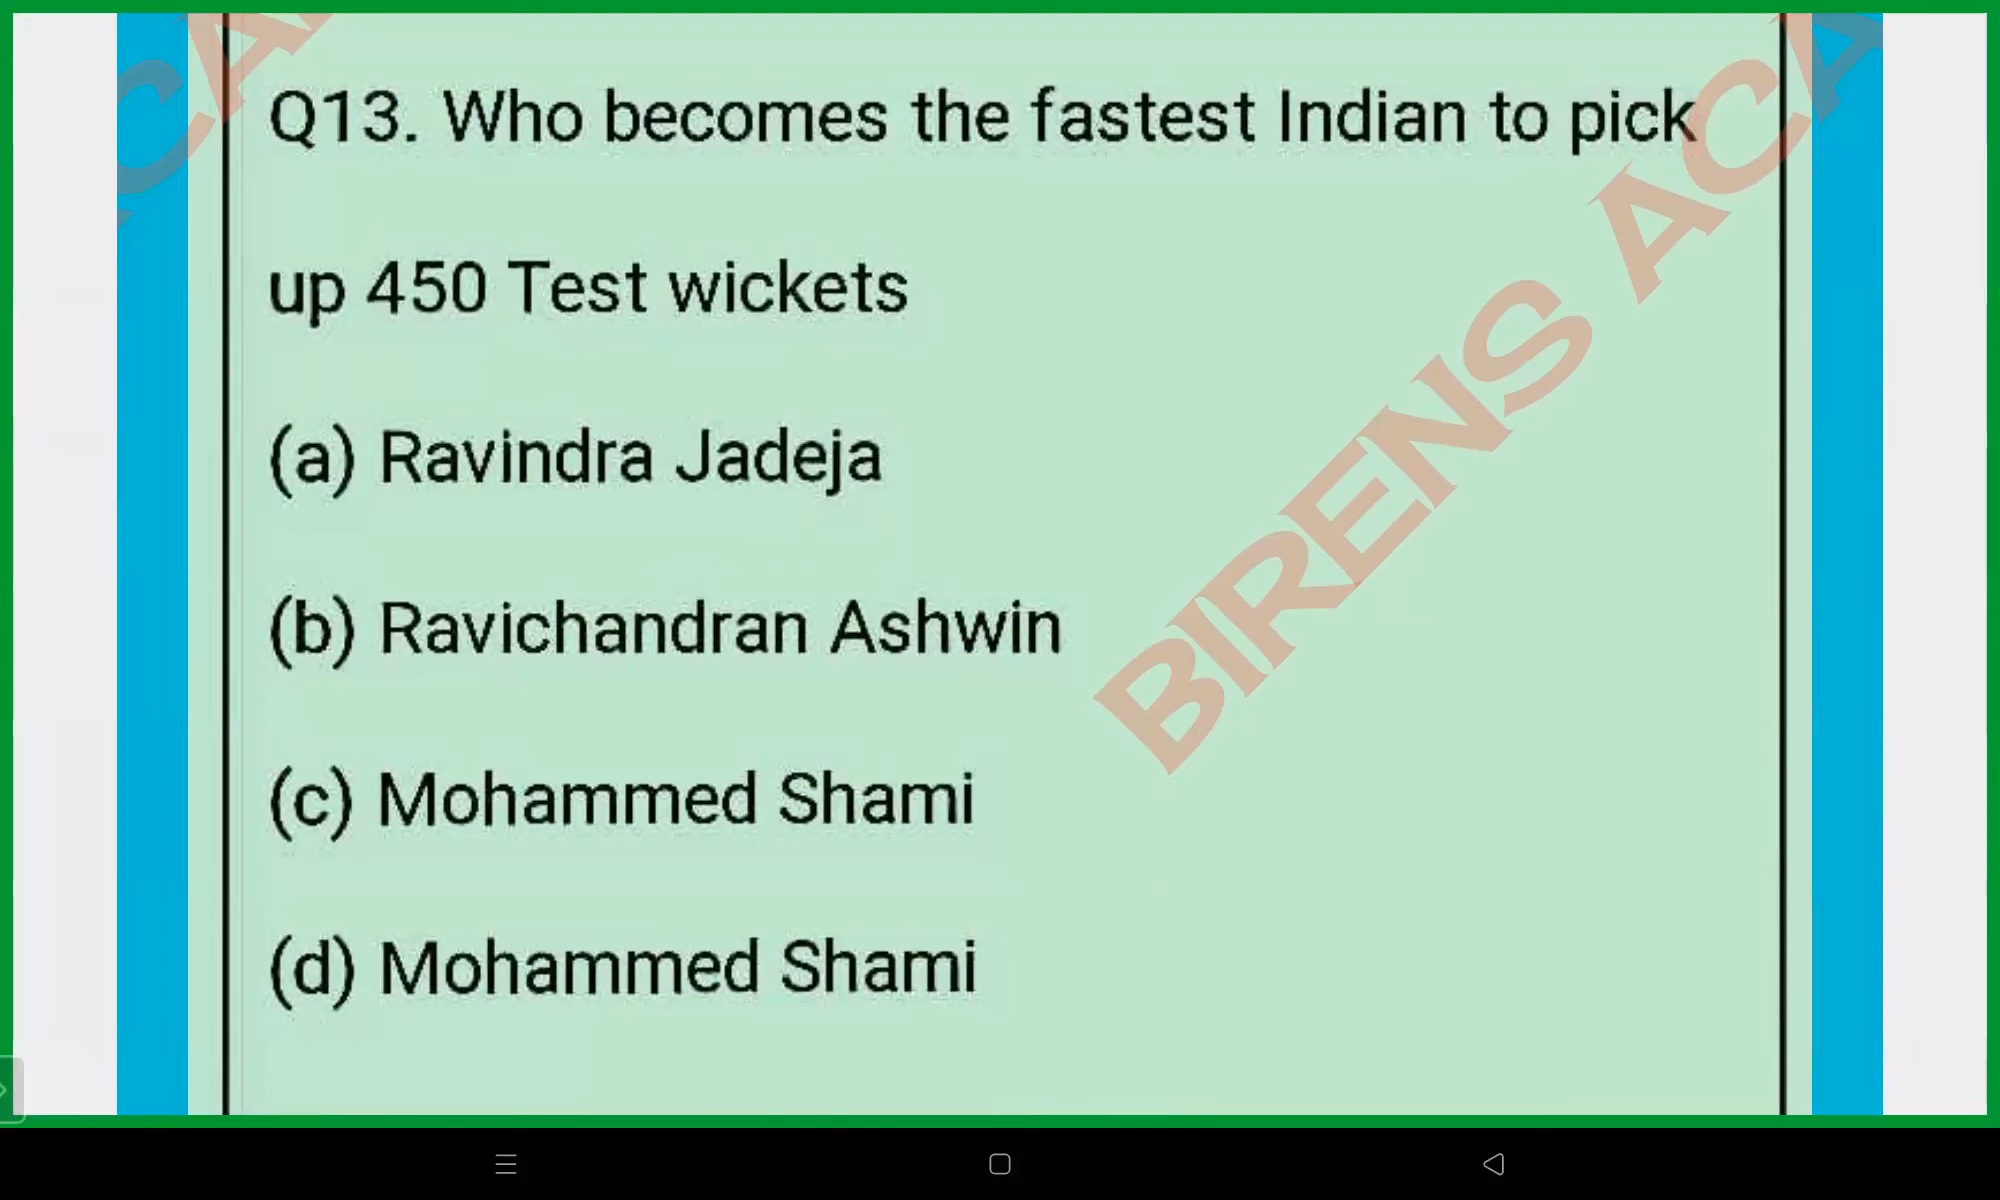 Q13. Who becomes the fastest Indian to pick
up 450 Test wickets
(a) Ravindra Jadeja
(b) Ravichandran Ashwin
(c) Mohammed Shami
(d) Mohammed Shami
BIRENS ACA
CA